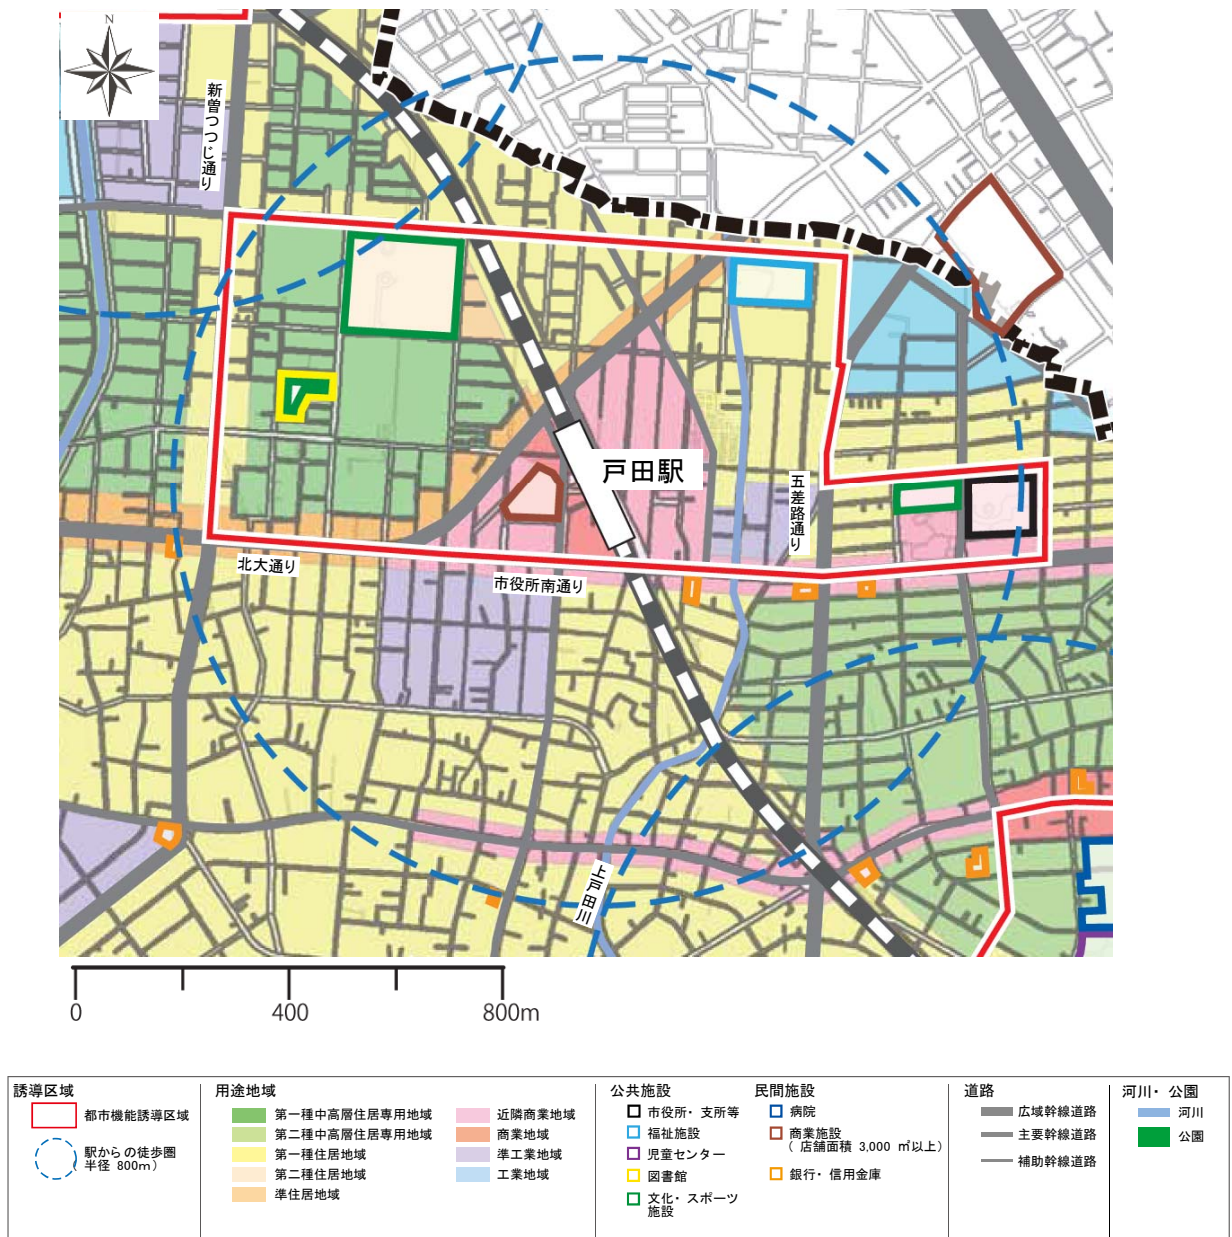 N
新曽つつじ通り
戸田駅
五差路通り
北大通り
市役所南通り
上戸田川
0 400 800m
誘導区域
都市機能誘導区域
駅からの徒歩圏
(半径 800m)
用途地域
第一種中高層住居専用地域
第二種中高層住居専用地域
第一種住居地域
第二種住居地域
準住居地域
近隣商業地域
商業地域
準工業地域
工業地域
公共施設
市役所・支所等
福祉施設
児童センター
図書館
文化・スポーツ
施設
民間施設
病院
商業施設
(店舗面積 3,000 ㎡以上)
銀行・信用金庫
道路
広域幹線道路
主要幹線道路
補助幹線道路
河川・公園
河川
公園